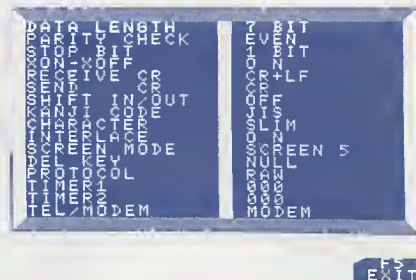 DATA LENGTH 7 BIT
PARITY CHECK EVEN
STOP BIT 1 BIT
XON-XOFF ON
RECEIVE CR CR+LF
SEND CR CR
SHIFT IN/OUT OFF
KANJI CODE JIS
CHARACTER SLIM
INTERLACE ON
SCREEN MODE SCREEN 5
DEL KEY NULL
PROTOCOL RAW
TIMER1 000
TIMER2 000
TEL/MODEM MODEM
F5
EXIT